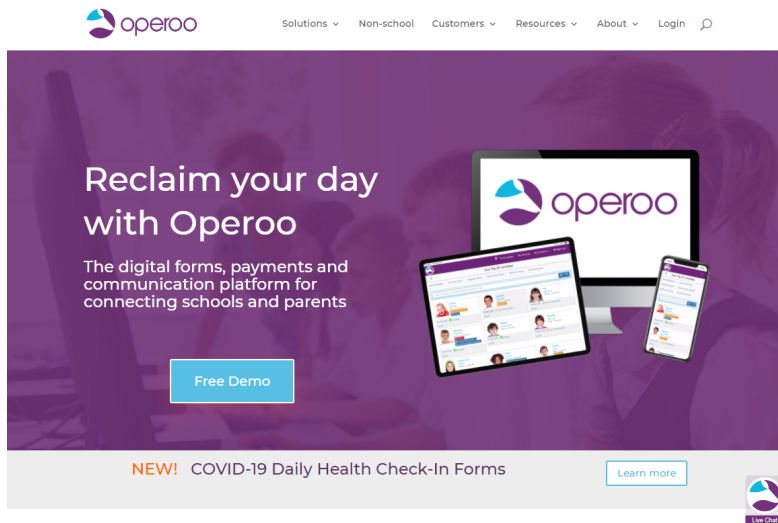 operoo
Solutions
Non-school
Customers
Resources
About
Login
Reclaim your day
with Operoo
The digital forms, payments and
communication platform for
connecting schools and parents
Free Demo
operoo
NEW! COVID-19 Daily Health Check-In Forms
Learn more
Live Chat